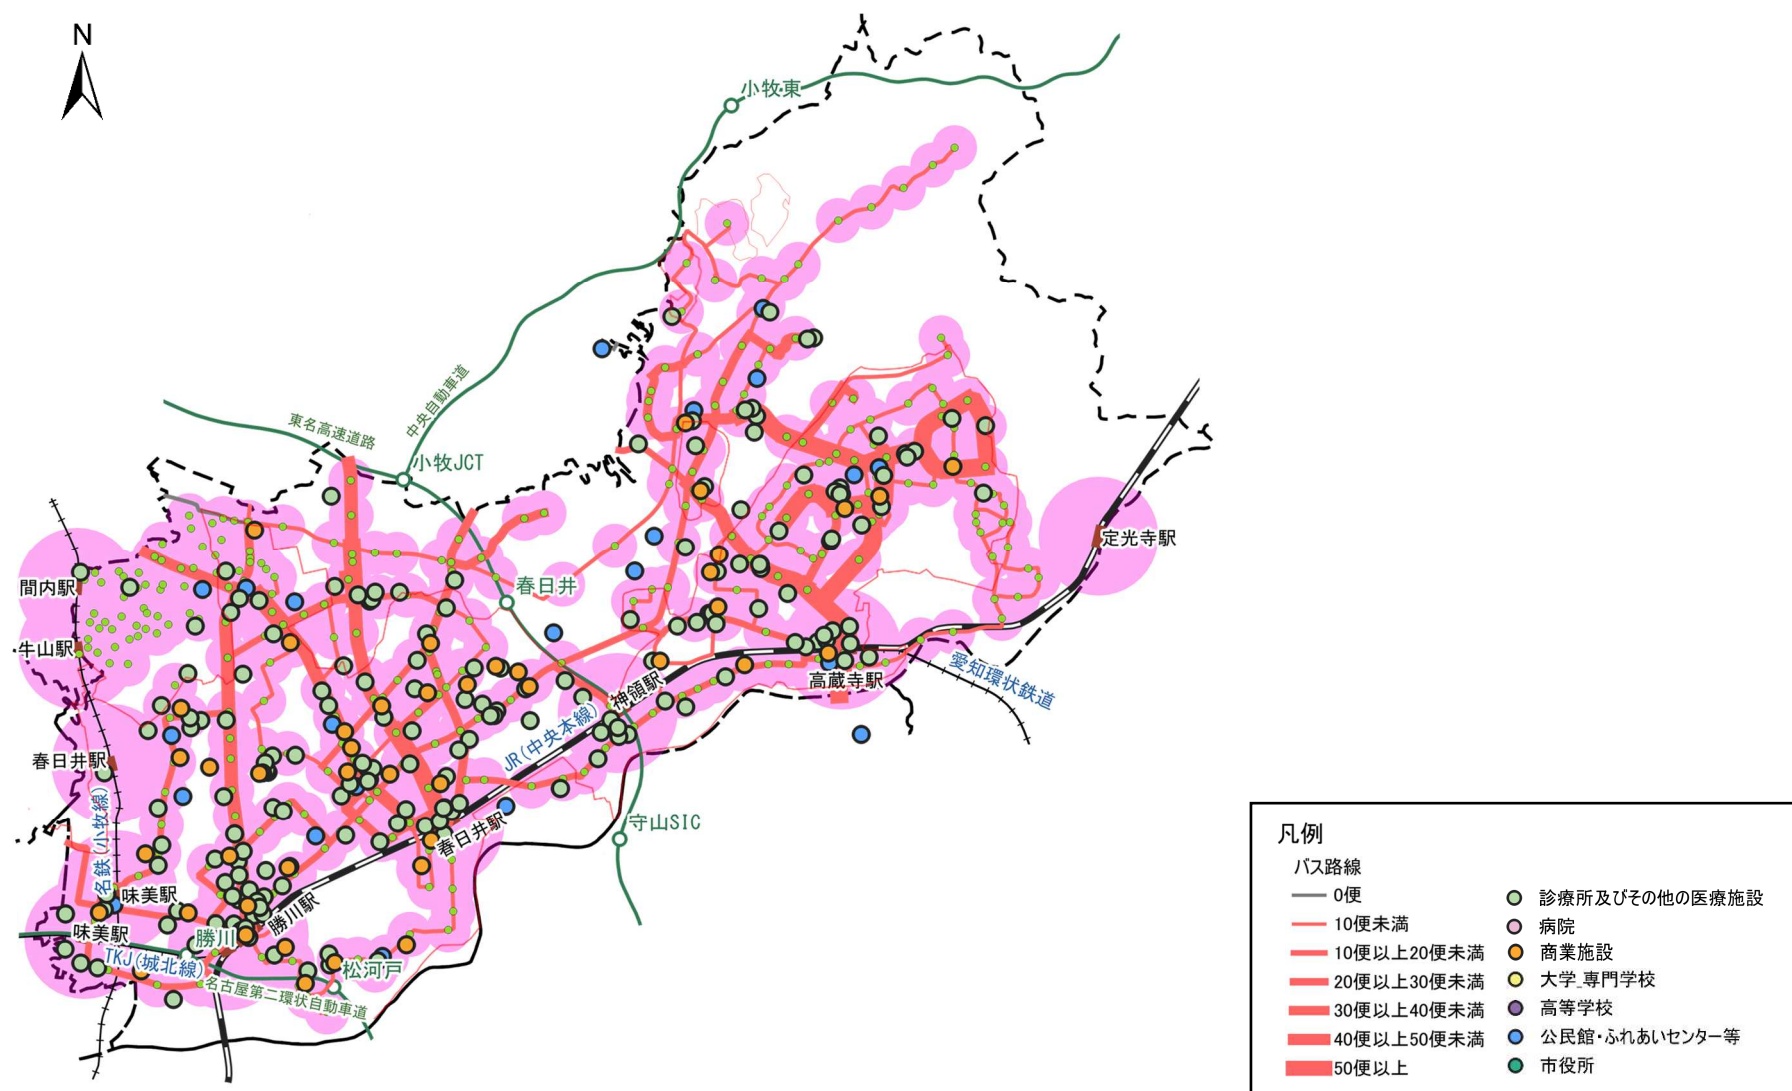 N
小牧東
中央自動車道
東名高速道路
小牧JCT
春日井
間内駅
牛山駅
定光寺駅
愛知環状鉄道
高蔵寺駅
神領駅
JR(中央本線)
春日井駅
名鉄(小牧線)
春日井駅
守山SIC
味美駅
勝川駅
味美駅
勝川
TKJ(城北線)
松河戸
名古屋第二環状自動車道
凡例
バス路線
0便
10便未満
10便以上20便未満
20便以上30便未満
30便以上40便未満
40便以上50便未満
50便以上
診療所及びその他の医療施設
病院
商業施設
大学_専門学校
高等学校
公民館・ふれあいセンター等
市役所